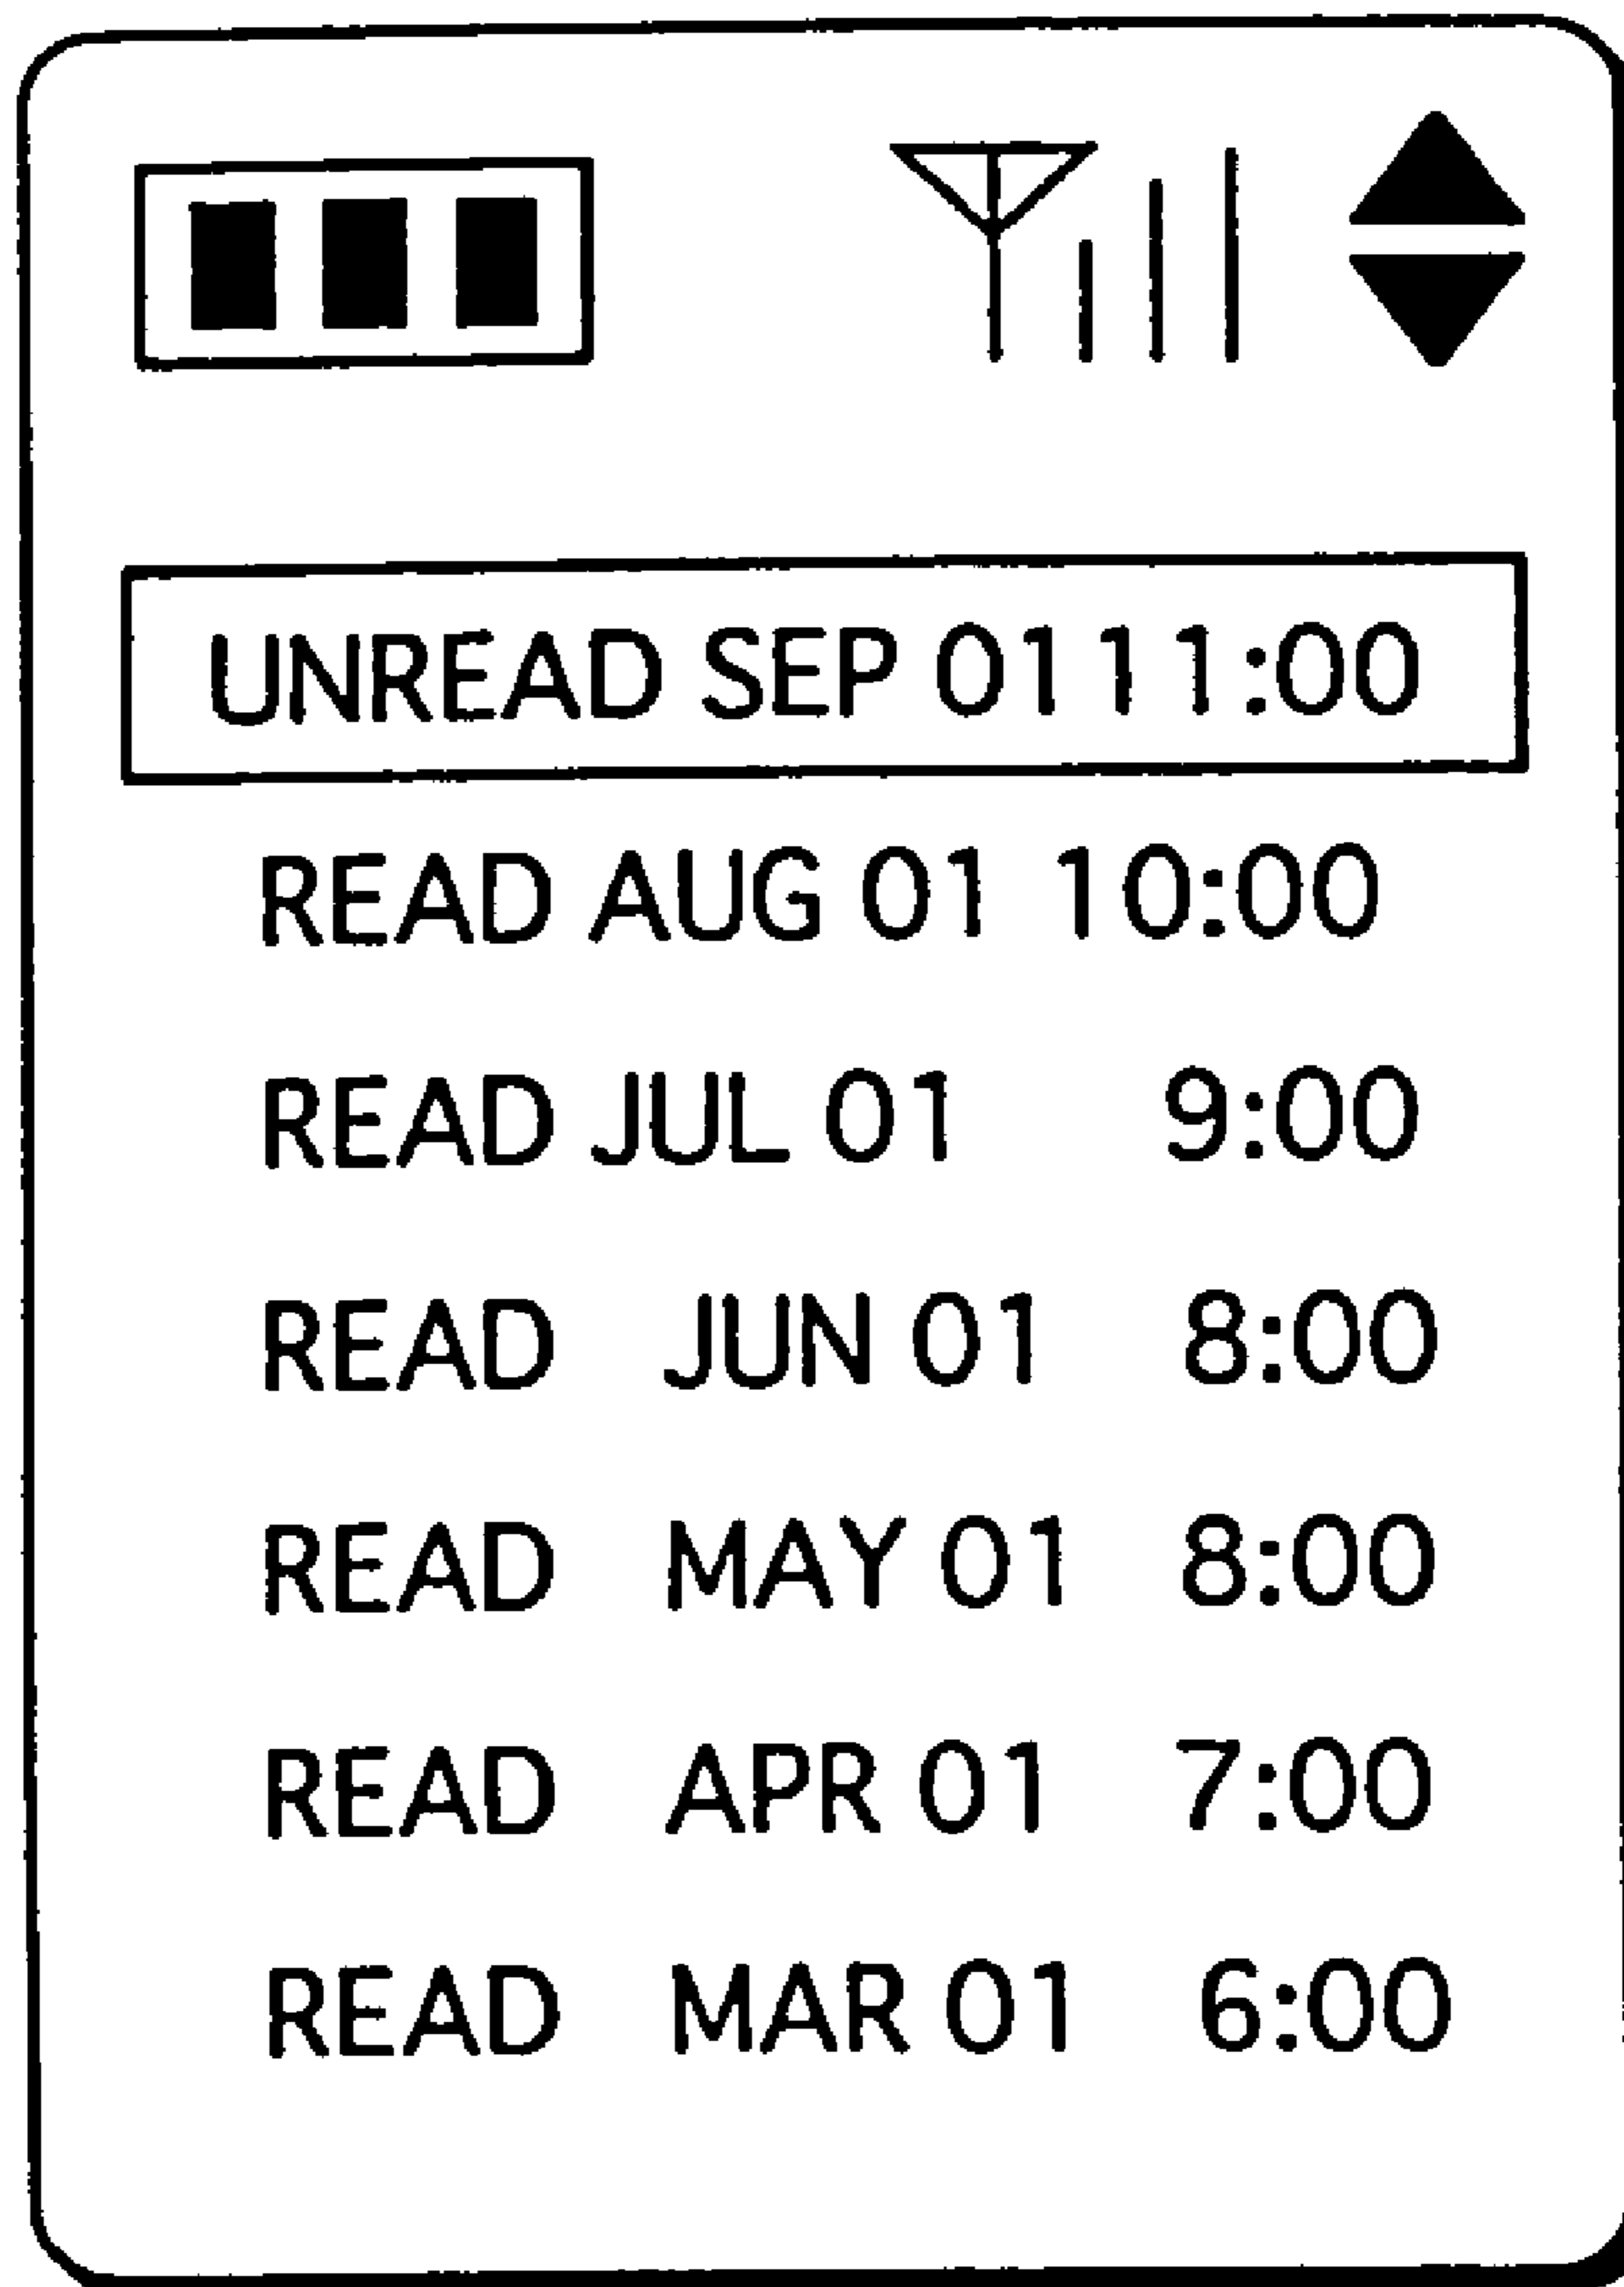 UNREAD SEP 01 11:00
READ AUG 01 10:00
READ JUL 01 9:00
READ JUN 01 8:00
READ MAY 01 8:00
READ APR 01 7:00
READ MAR 01 6:00